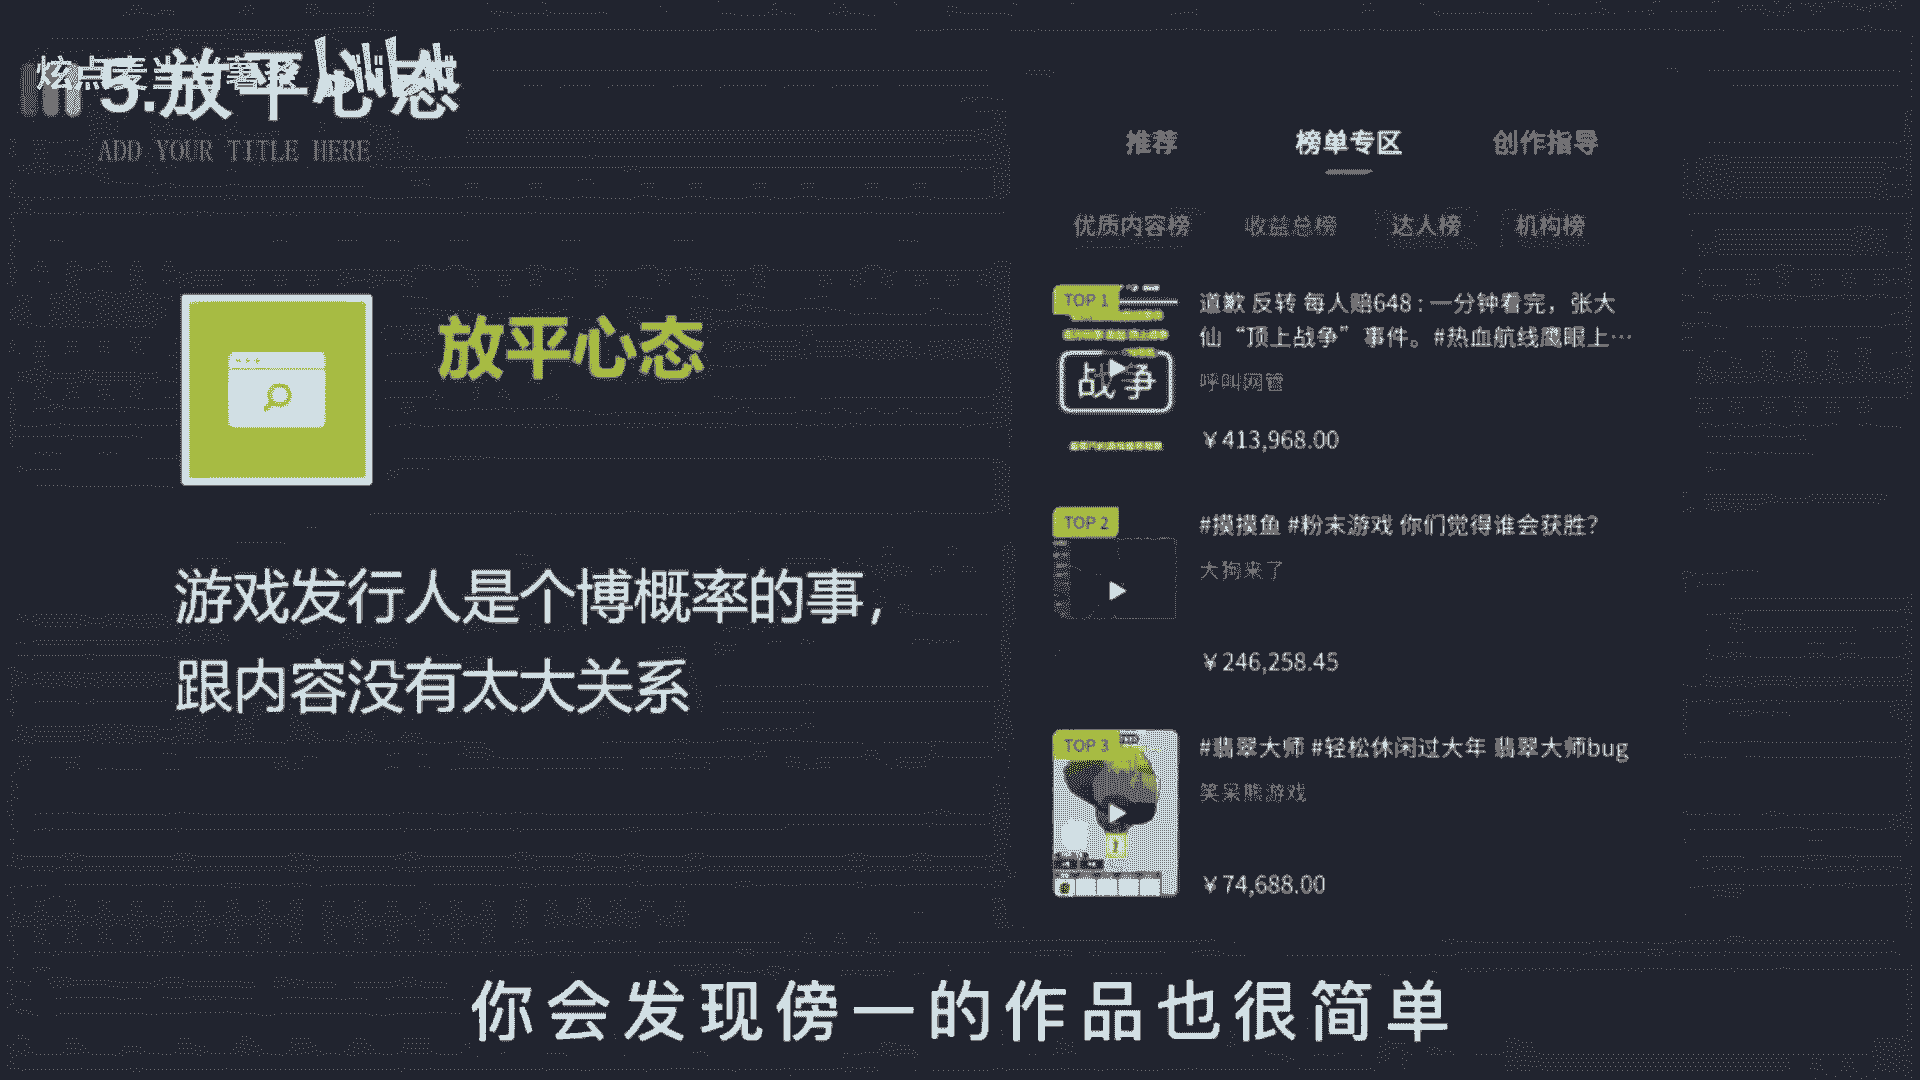 5.放平心态
ADD YOUR TITLE HERE
放平心态
游戏发行人是个博概率的事,
跟内容没有太大关系
推荐 榜单专区 创作指导
优质内容榜 收益总榜 达人榜 机构榜
TOP 1
战争
道歉 反转 每人赔648 : 一分钟看完，张大
仙“顶上战争”事件。#热血航线鹰眼上…
呼叫网管
￥413,968.00
TOP 2
#摸摸鱼 #粉末游戏 你们觉得谁会获胜？
大狗来了
￥246,258.45
TOP 3
#翡翠大师 #轻松休闲过大年 翡翠大师bug
笑呆熊游戏
￥74,688.00
你会发现傍一的作品也很简单